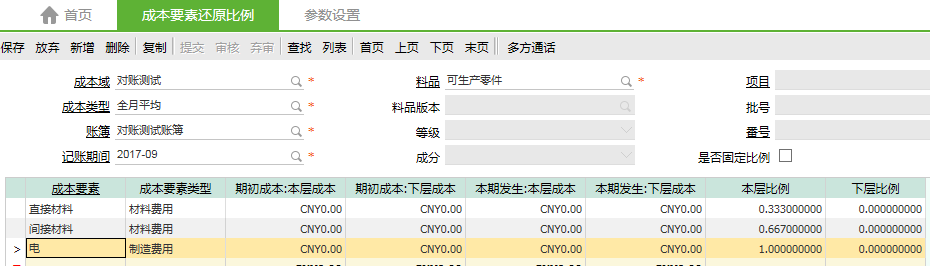 首页 成本要素还原比例 参数设置
保存 放弃 新增 删除 复制 提交 审核 弃审 查找 列表 首页 上页 下页 末页 多方通话
成本域 对账测试 * 料品 可生产零件 * 项目
成本类型 全月平均 * 料品版本 批号
账簿 对账测试账簿 * 等级 番号
记账期间 2017-09 * 成分 是否固定比例
成本要素 成本要素类型 期初成本:本层成本 期初成本:下层成本 本期发生:本层成本 本期发生:下层成本 本层比例 下层比例
直接材料 材料费用 CNY0.00 CNY0.00 CNY0.00 CNY0.00 0.333000000 0.000000000
间接材料 材料费用 CNY0.00 CNY0.00 CNY0.00 CNY0.00 0.667000000 0.000000000
> 电 制造费用 CNY0.00 CNY0.00 CNY0.00 CNY0.00 1.000000000 0.000000000